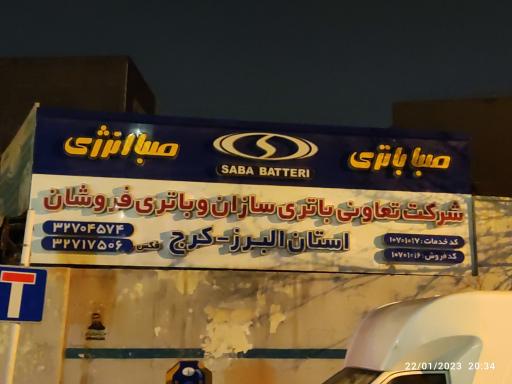 صبا باتری
SABA BATTERI
صبا انرژی
شرکت تعاونی باتری سازان و باتری فروشان
استان البرز - کرج
کد خدمات: ۱۰۷۰۱۰۱۷
کد فروش: ۱۰۷۰۱۰۱۶
۳۲۷۰۴۵۷۴
فکس ۳۲۷۱۷۵۰۶
22/01/2023 20:34